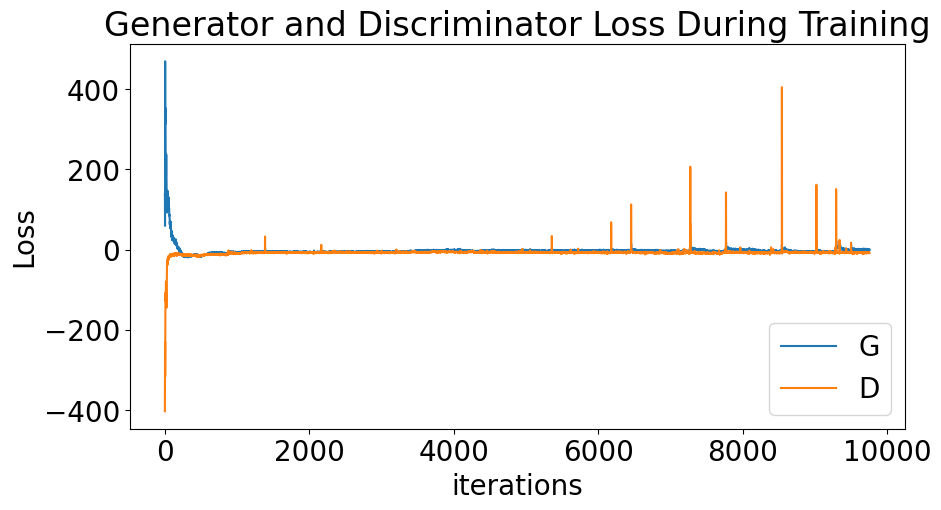 Generator and Discriminator Loss During Training
400
200
0
−200
−400
Loss
G
D
0 2000 4000 6000 8000 10000
iterations